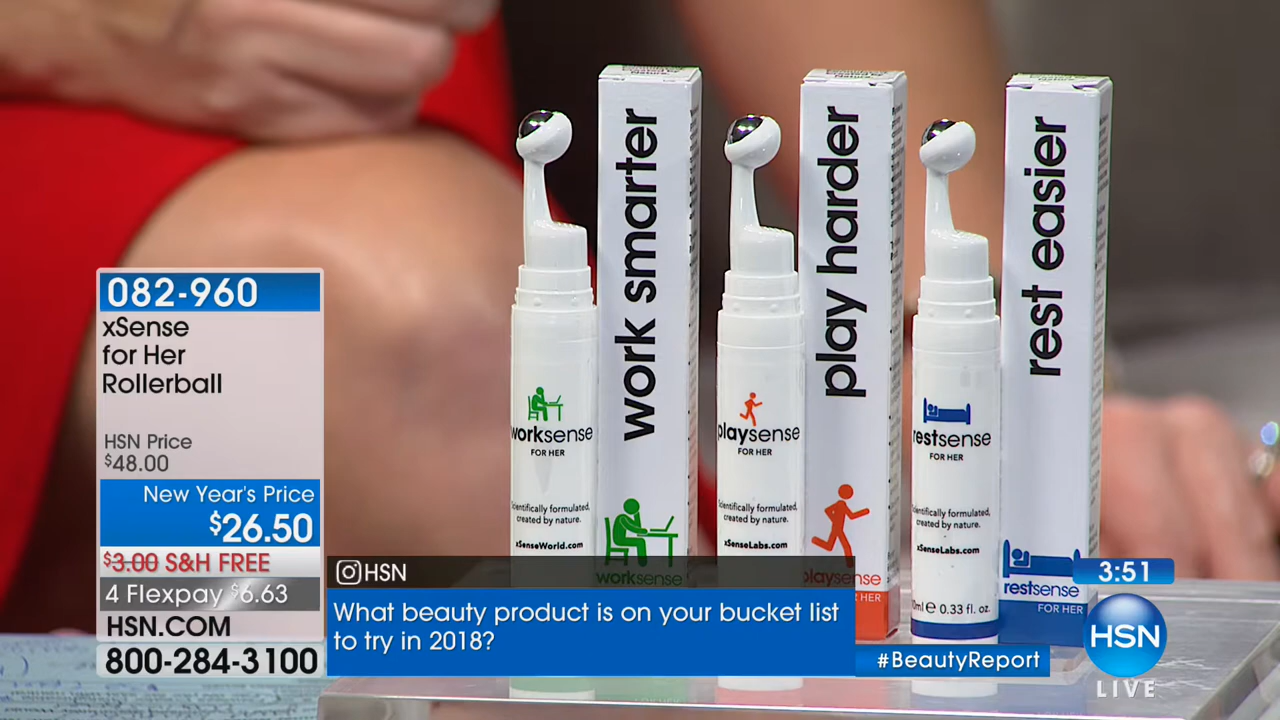 082-960
xSense
for Her
Rollerball
HSN Price
$48.00
New Year's Price
$26.50
$3.00 S&H FREE
4 Flexpay $6.63
HSN.COM
800-284-3100
HSN
What beauty product is on your bucket list
to try in 2018?
#BeautyReport
3:51
HSN
LIVE
worksense
FOR HER
Scientifically formulated,
created by nature.
xSenseWorld.com
work smarter
worksense
playsense
FOR HER
Scientifically formulated,
created by nature.
xSenseLabs.com
play harder
playsense
HER
restsense
FOR HER
Scientifically formulated,
created by nature.
xSenseLabs.com
0.33 fl. oz.
rest easier
restsense
FOR HER